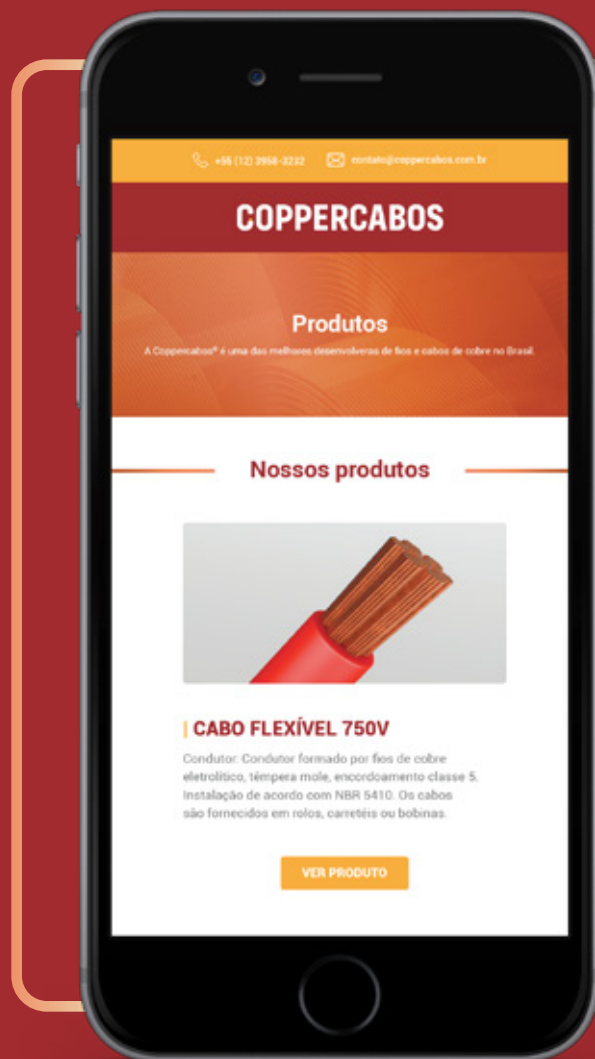 +55 (12) 3958-3232 contato@coppercabos.com.br
COPPERCABOS
Produtos
A Coppercabos® é uma das melhores desenvolveras de fios e cabos de cobre no Brasil.
Nossos produtos
CABO FLEXÍVEL 750V
Condutor: Condutor formado por fios de cobre
eletrolítico, têmpera mole, encordoamento classe 5.
Instalação de acordo com NBR 5410. Os cabos
são fornecidos em rolos, carretéis ou bobinas.
VER PRODUTO